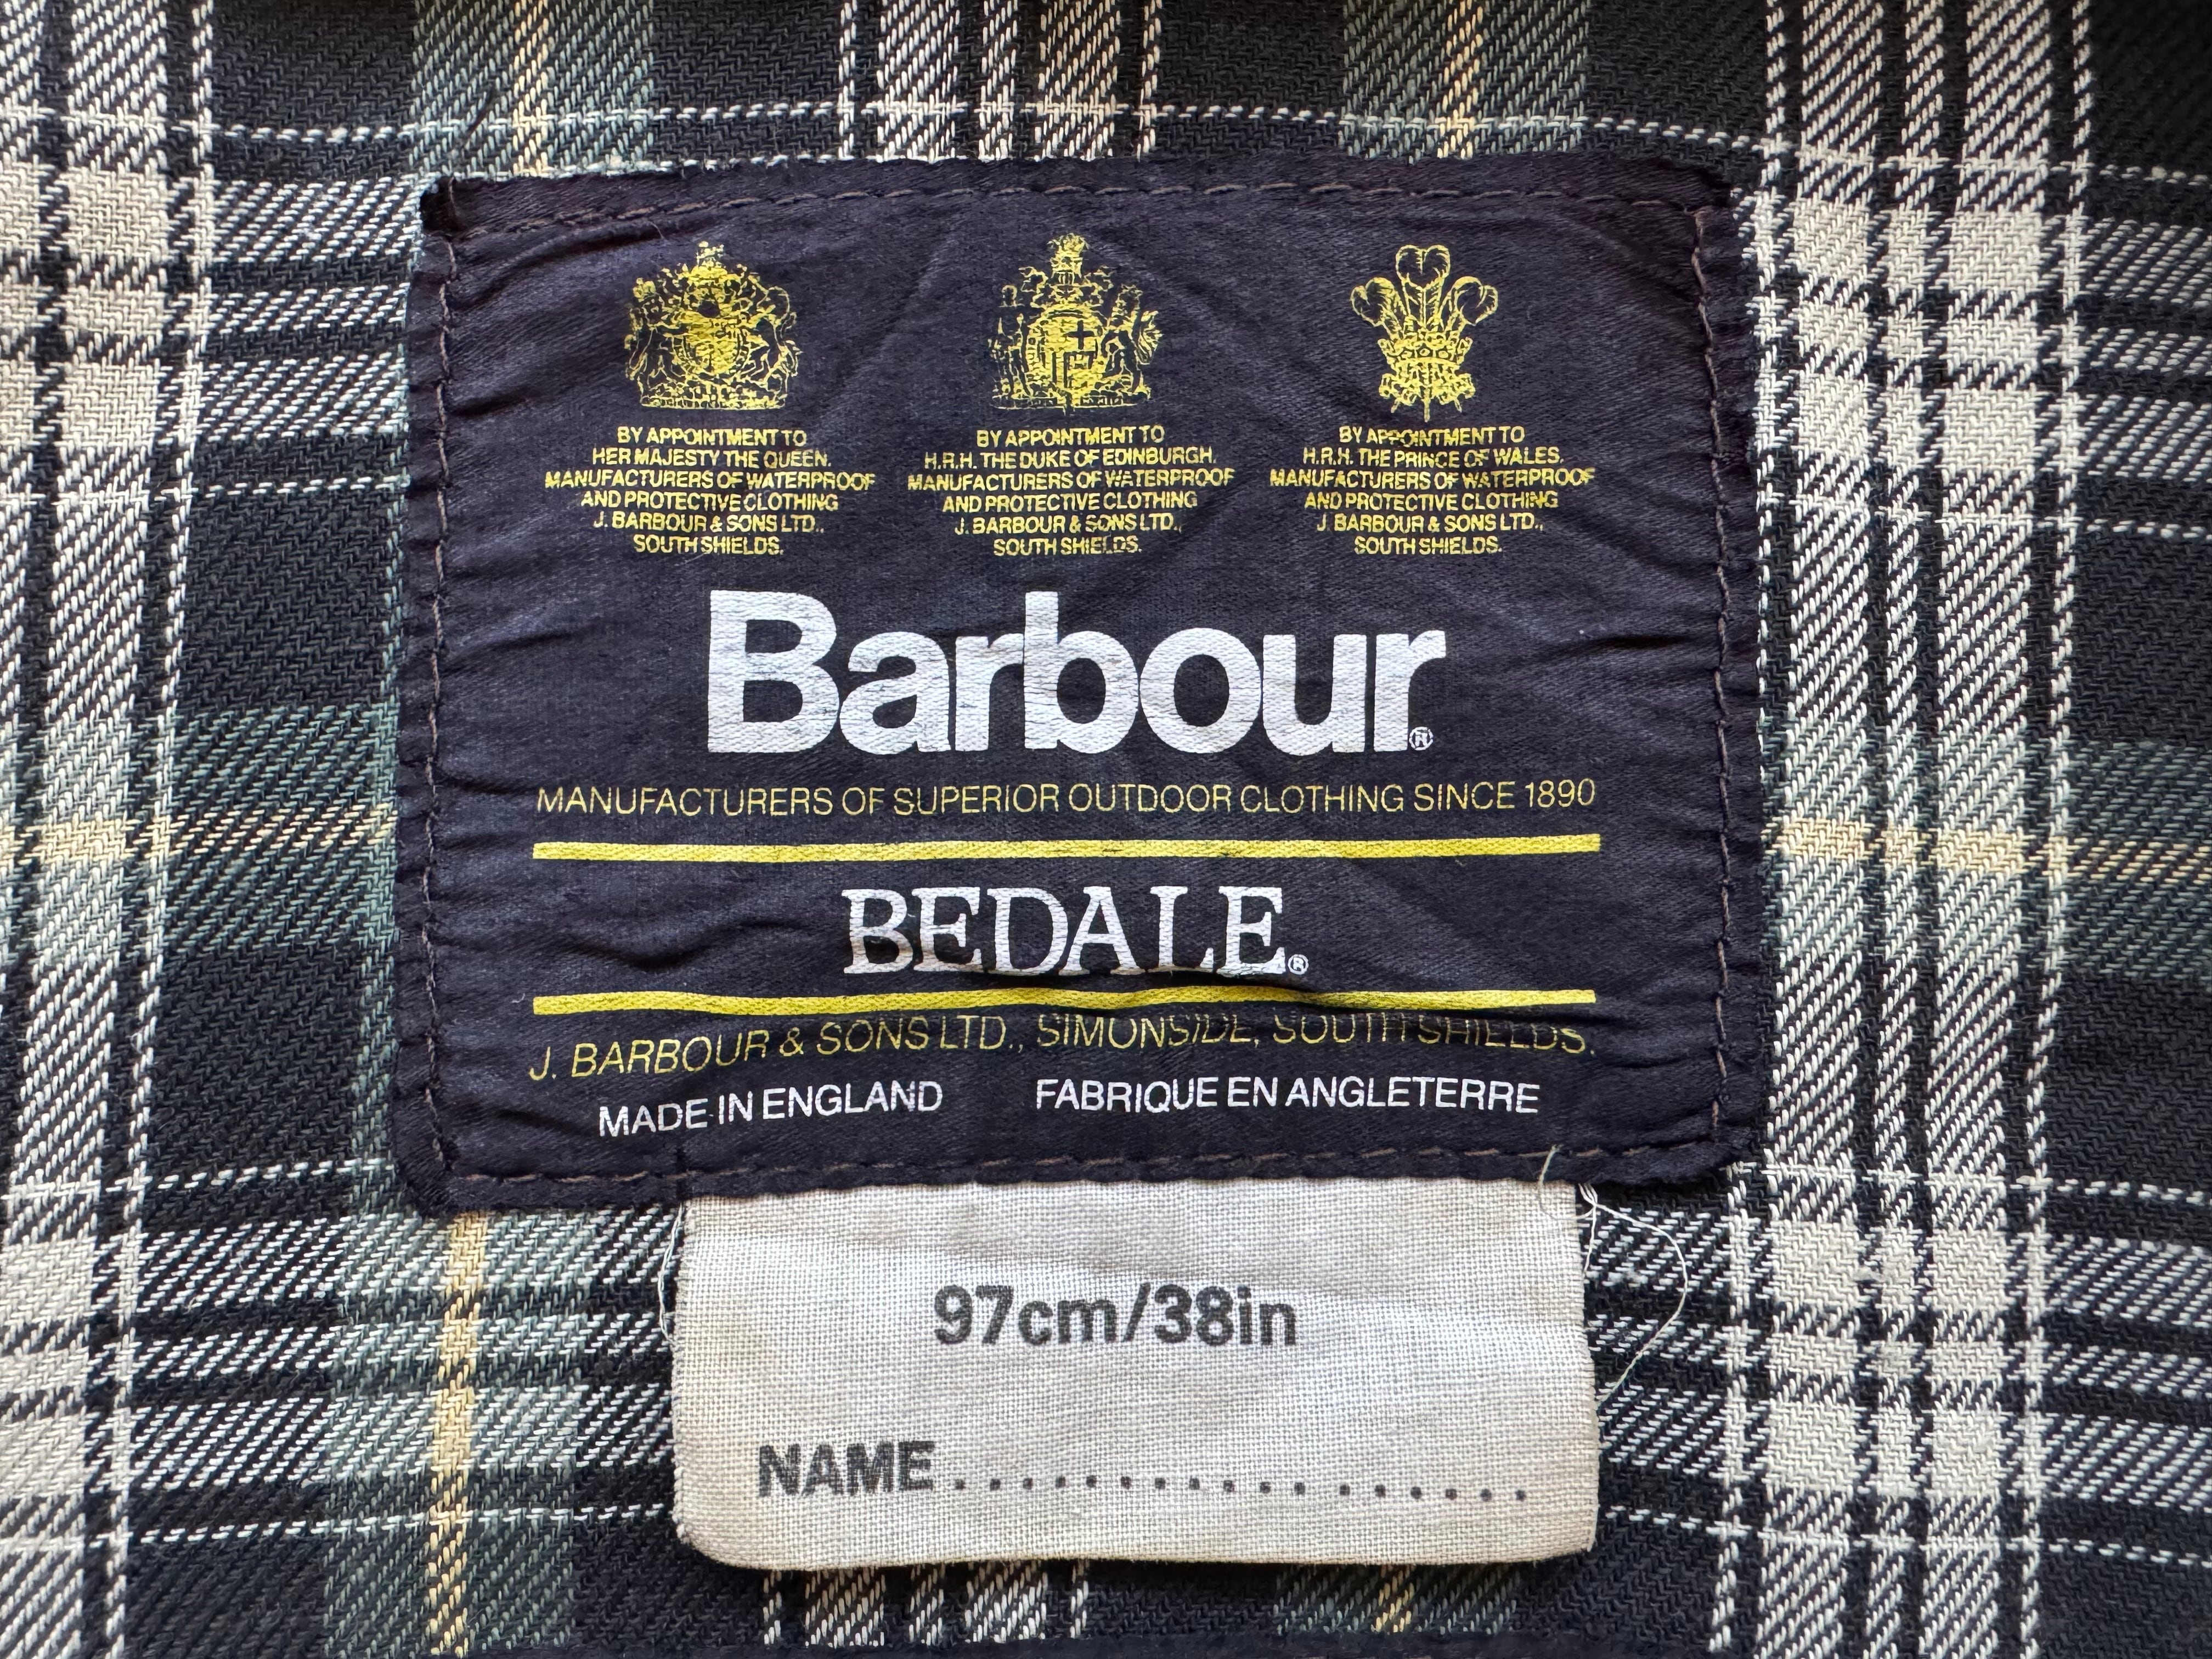 BY APPOINTMENT TO
HER MAJESTY THE QUEEN.
MANUFACTURERS OF WATERPROOF
AND PROTECTIVE CLOTHING
J. BARBOUR & SONS LTD.,
SOUTH SHIELDS.
BY APPOINTMENT TO
H.R.H. THE DUKE OF EDINBURGH.
MANUFACTURERS OF WATERPROOF
AND PROTECTIVE CLOTHING
J. BARBOUR & SONS LTD.,
SOUTH SHIELDS.
BY APPOINTMENT TO
H.R.H. THE PRINCE OF WALES.
MANUFACTURERS OF WATERPROOF
AND PROTECTIVE CLOTHING
J. BARBOUR & SONS LTD.,
SOUTH SHIELDS.
Barbour®
MANUFACTURERS OF SUPERIOR OUTDOOR CLOTHING SINCE 1890
BEDALE®
J. BARBOUR & SONS LTD., SIMONSIDE, SOUTH SHIELDS.
MADE IN ENGLAND FABRIQUE EN ANGLETERRE
97cm/38in
NAME..................